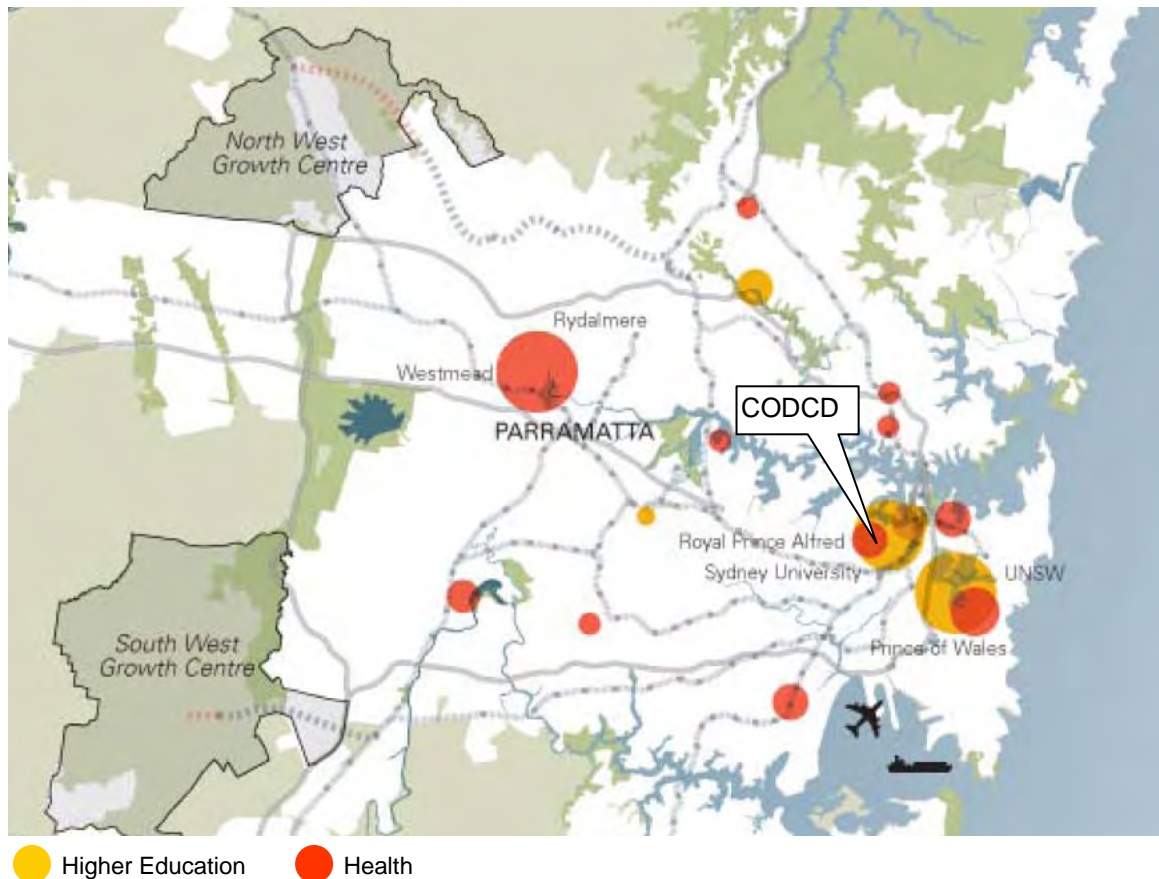 North West
Growth Centre
Rydalmere
Westmead
PARRAMATTA
CODCD
Royal Prince Alfred
Sydney University
UNSW
Prince of Wales
South West
Growth Centre
Higher Education
Health